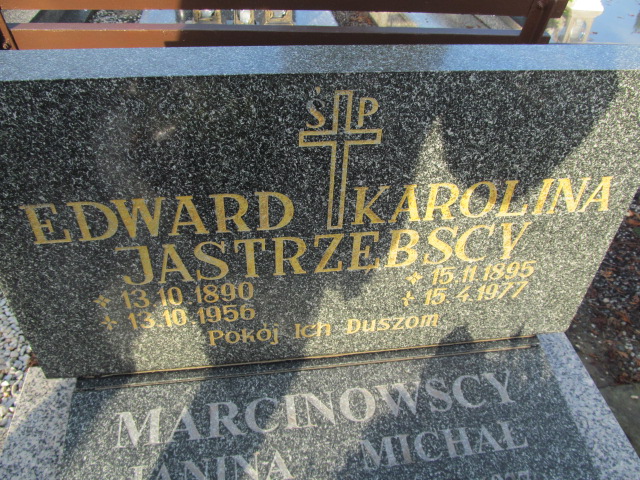 Ś P
EDWARD KAROLINA
JASTRZEBSCY
* 13.10 1890 * 15.11.1895
+ 13.10.1956 + 15.4.1977
Pokój Ich Duszom
MARCINOWSCY
JANINA MICHAŁ